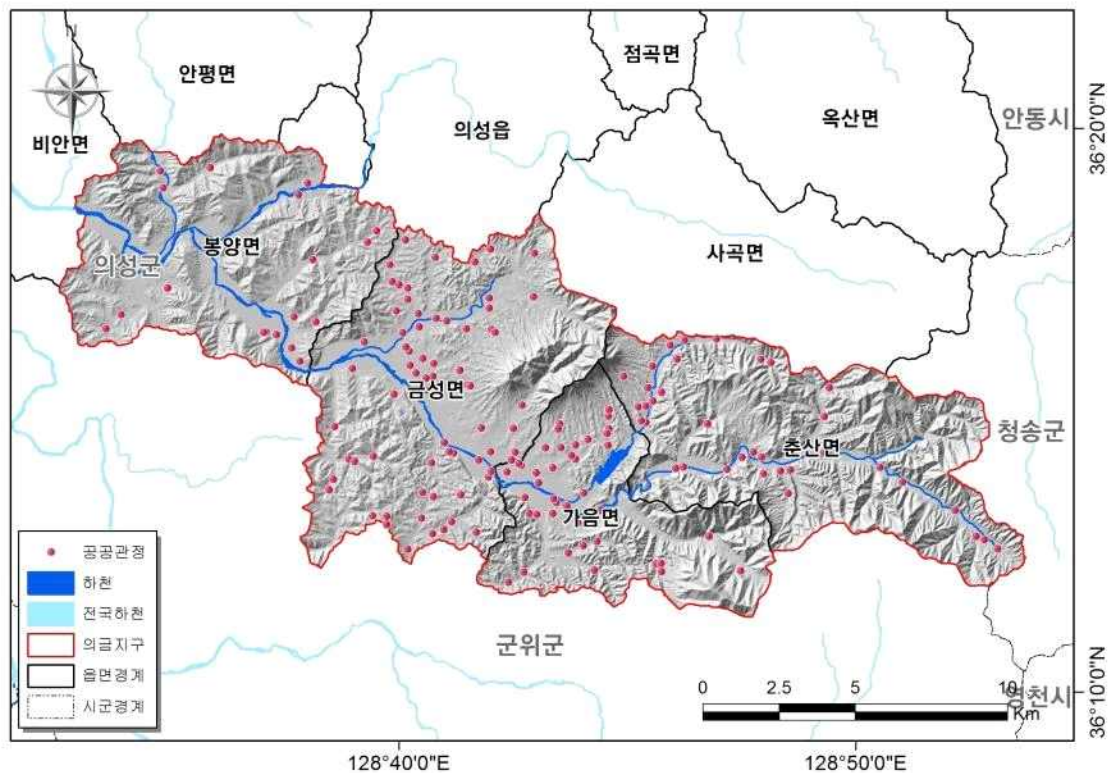 N
안평면
점곡면
비안면
의성읍
옥산면
안동시
36°20'0"N
봉양면
의성군
사곡면
금성면
춘산면
청송군
가음면
공공관정
하천
전국하천
의금지구
읍면경계
시군경계
군위군
0 2.5 5 10
Km
영천시
36°10'0"N
128°40'0"E 128°50'0"E